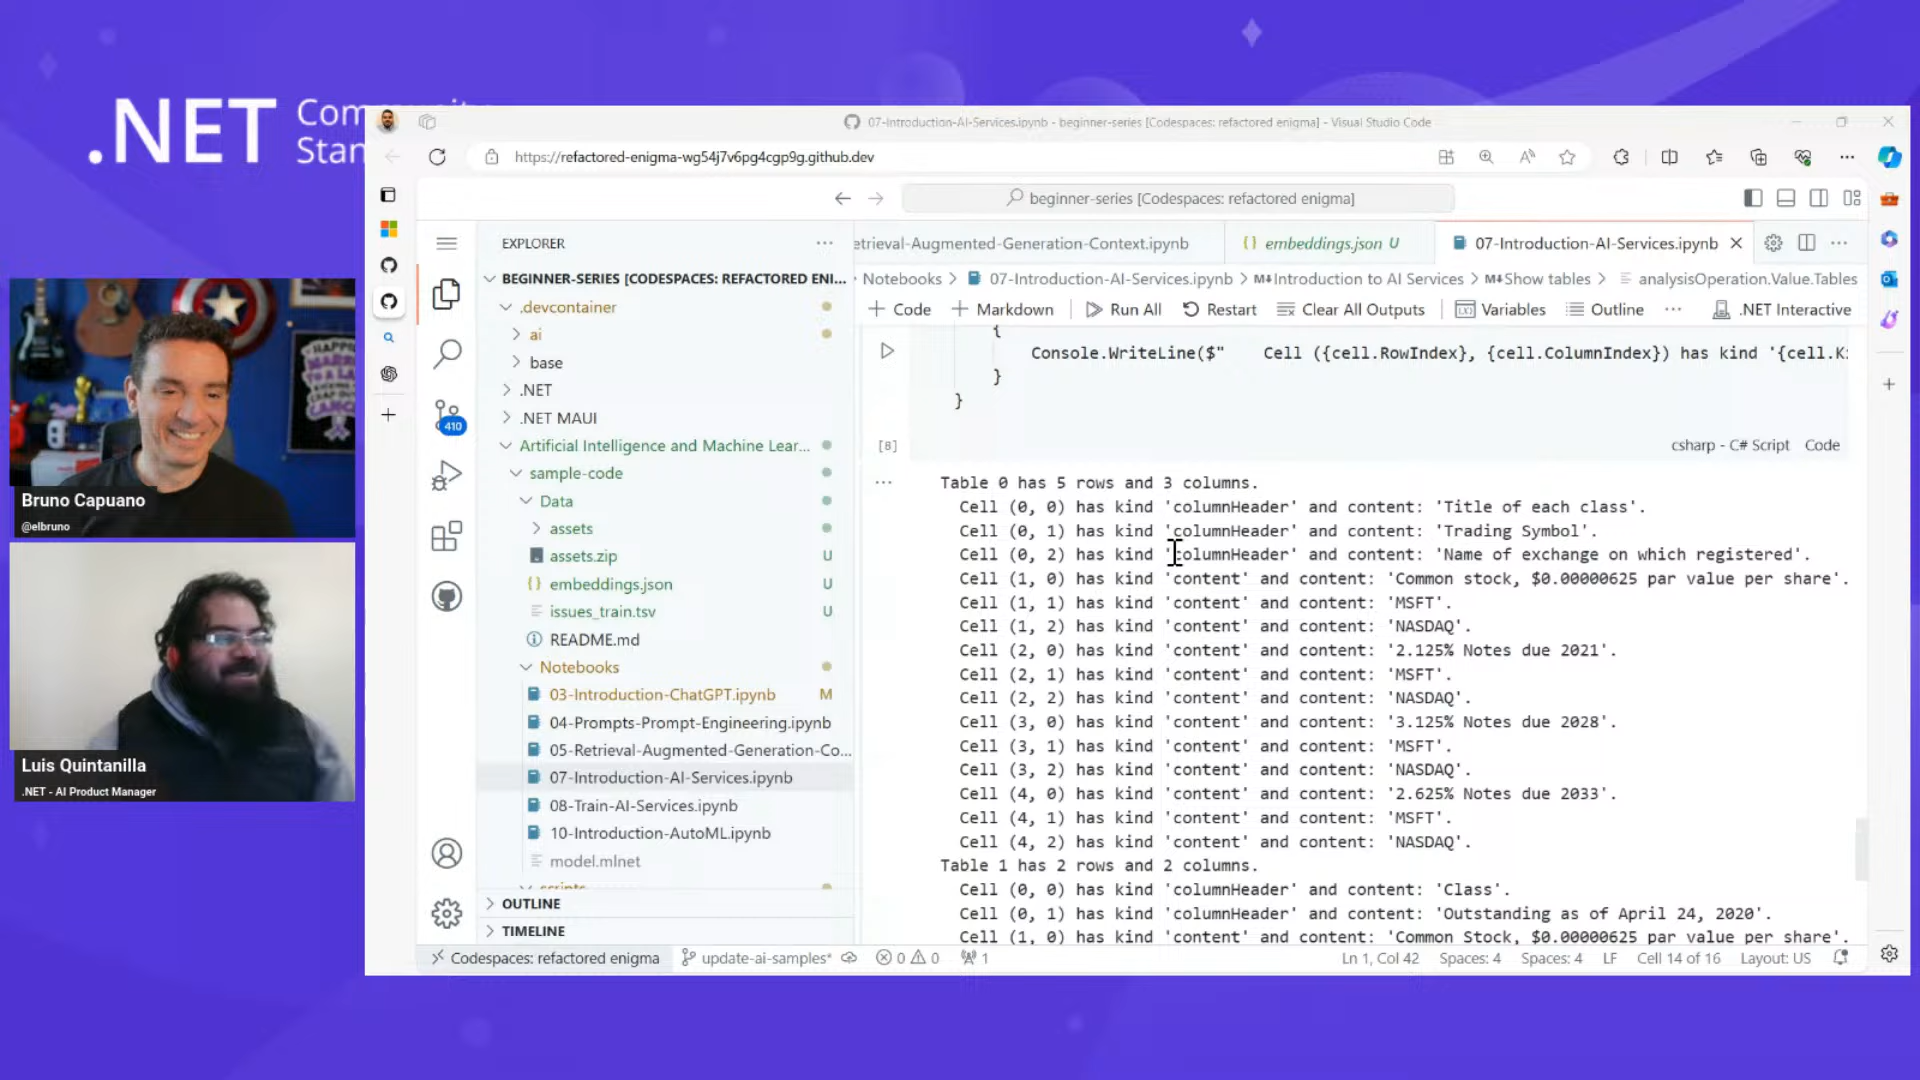 .NET
Com
Stan
07-Introduction-AI-Services.ipynb - beginner-series [Codespaces: refactored enigma] - Visual Studio Code
https://refactored-enigma-wg54j7v6pg4cgp9g.github.dev
beginner-series [Codespaces: refactored enigma]
EXPLORER
etrieval-Augmented-Generation-Context.ipynb
{} embeddings.json U
07-Introduction-AI-Services.ipynb
BEGINNER-SERIES [CODESPACES: REFACTORED ENI...
Notebooks > 07-Introduction-AI-Services.ipynb > M↓Introduction to AI Services > M↓Show tables > analysisOperation.Value.Tables
+ Code + Markdown Run All Restart Clear All Outputs Variables Outline ... .NET Interactive
.devcontainer
ai
base
.NET
.NET MAUI
Artificial Intelligence and Machine Lear...
sample-code
Data
assets
assets.zip U
{} embeddings.json U
issues_train.tsv U
README.md
Notebooks
03-Introduction-ChatGPT.ipynb M
04-Prompts-Prompt-Engineering.ipynb
05-Retrieval-Augmented-Generation-Co...
07-Introduction-AI-Services.ipynb
08-Train-AI-Services.ipynb
10-Introduction-AutoML.ipynb
model.mlnet
scripts
OUTLINE
TIMELINE
410
{
Console.WriteLine($"    Cell ({cell.RowIndex}, {cell.ColumnIndex}) has kind '{cell.K
}
}
[8]
csharp - C# Script Code
Table 0 has 5 rows and 3 columns.
Cell (0, 0) has kind 'columnHeader' and content: 'Title of each class'.
Cell (0, 1) has kind 'columnHeader' and content: 'Trading Symbol'.
Cell (0, 2) has kind 'columnHeader' and content: 'Name of exchange on which registered'.
Cell (1, 0) has kind 'content' and content: 'Common stock, $0.00000625 par value per share'.
Cell (1, 1) has kind 'content' and content: 'MSFT'.
Cell (1, 2) has kind 'content' and content: 'NASDAQ'.
Cell (2, 0) has kind 'content' and content: '2.125% Notes due 2021'.
Cell (2, 1) has kind 'content' and content: 'MSFT'.
Cell (2, 2) has kind 'content' and content: 'NASDAQ'.
Cell (3, 0) has kind 'content' and content: '3.125% Notes due 2028'.
Cell (3, 1) has kind 'content' and content: 'MSFT'.
Cell (3, 2) has kind 'content' and content: 'NASDAQ'.
Cell (4, 0) has kind 'content' and content: '2.625% Notes due 2033'.
Cell (4, 1) has kind 'content' and content: 'MSFT'.
Cell (4, 2) has kind 'content' and content: 'NASDAQ'.
Table 1 has 2 rows and 2 columns.
Cell (0, 0) has kind 'columnHeader' and content: 'Class'.
Cell (0, 1) has kind 'columnHeader' and content: 'Outstanding as of April 24, 2020'.
Cell (1, 0) has kind 'content' and content: 'Common Stock, $0.00000625 par value per share'.
Codespaces: refactored enigma update-ai-samples* 0 0 1
Ln 1, Col 42 Spaces: 4 Spaces: 4 LF Cell 14 of 16 Layout: US
Bruno Capuano
@elbruno
Luis Quintanilla
.NET - AI Product Manager